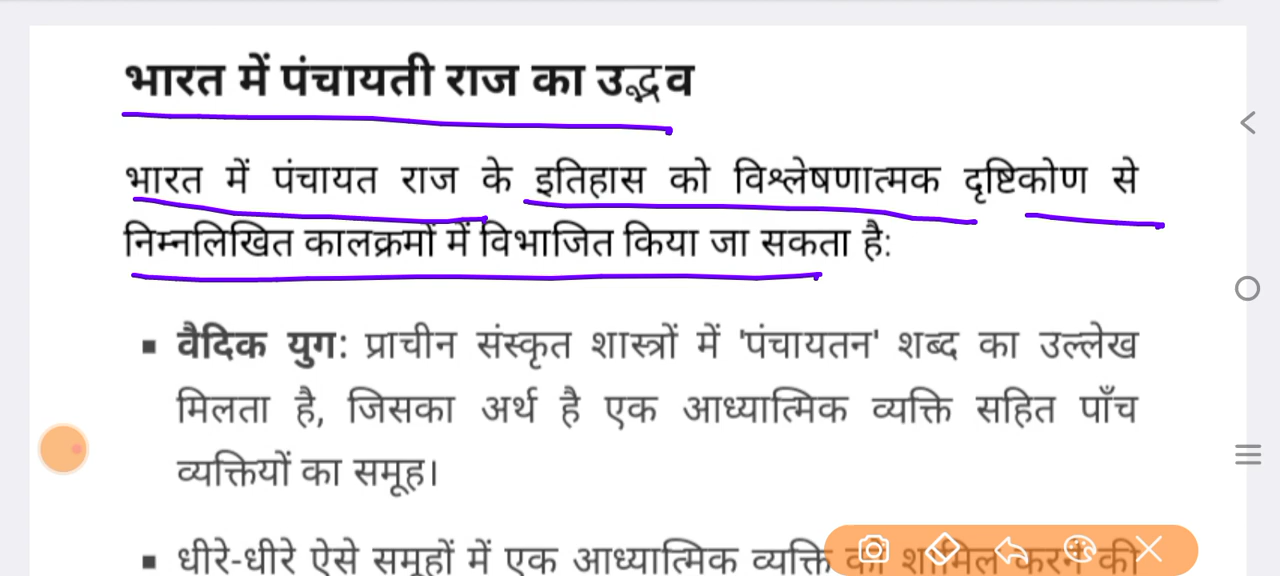 भारत में पंचायती राज का उद्भव
भारत में पंचायत राज के इतिहास को विश्लेषणात्मक दृष्टिकोण से
निम्नलिखित कालक्रमों में विभाजित किया जा सकता है:
▪ वैदिक युग: प्राचीन संस्कृत शास्त्रों में 'पंचायतन' शब्द का उल्लेख
मिलता है, जिसका अर्थ है एक आध्यात्मिक व्यक्ति सहित पाँच
व्यक्तियों का समूह।
▪ धीरे-धीरे ऐसे समूहों में एक आध्यात्मिक व्यक्ति को शामिल करने की